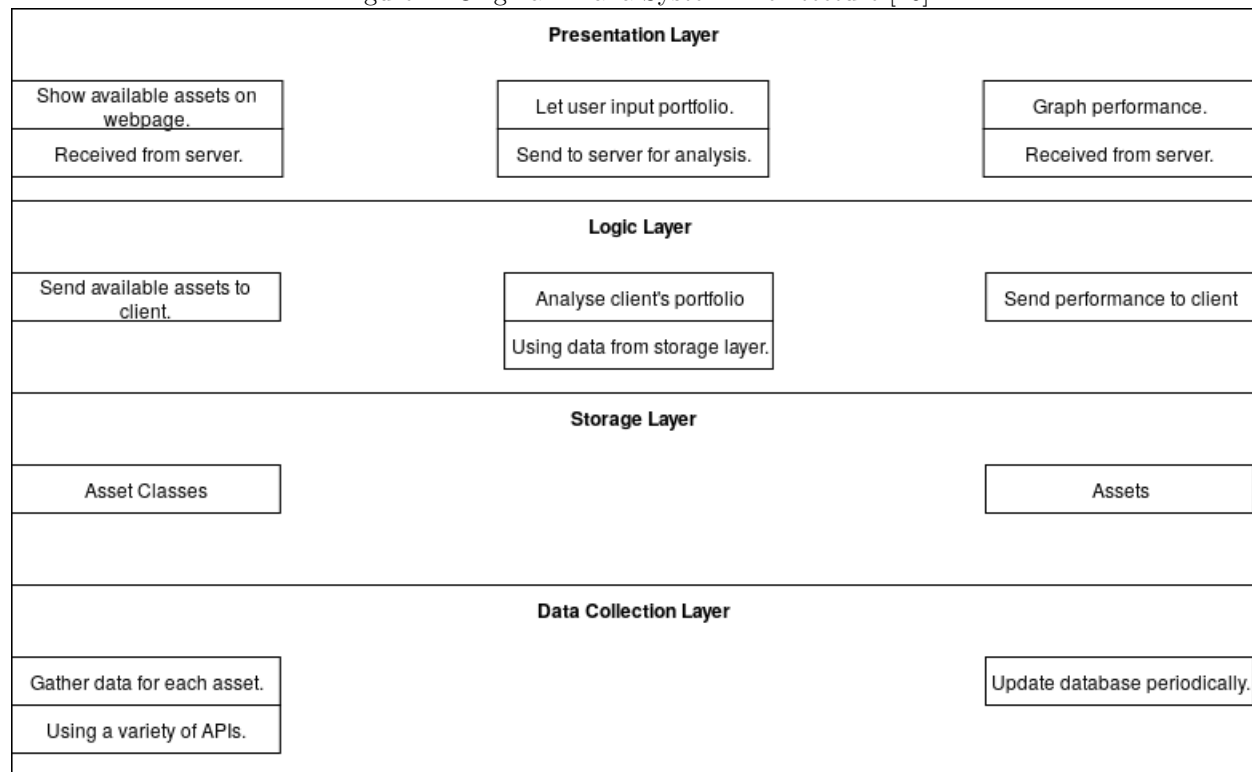 Presentation Layer
Show available assets on
webpage.
Received from server.
Let user input portfolio.
Send to server for analysis.
Graph performance.
Received from server.
Logic Layer
Send available assets to
client.
Analyse client's portfolio
Using data from storage layer.
Send performance to client
Storage Layer
Asset Classes
Assets
Data Collection Layer
Gather data for each asset.
Using a variety of APIs.
Update database periodically.